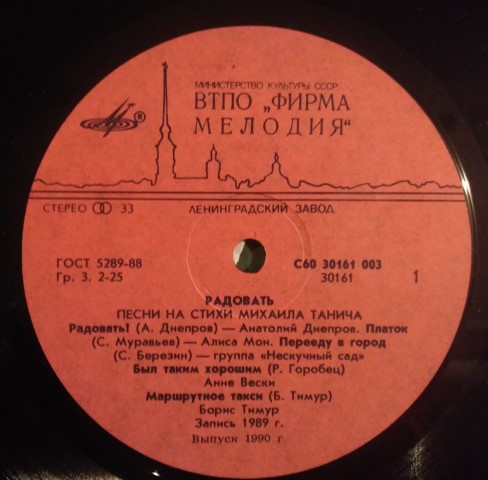 МИНИСТЕРСТВО КУЛЬТУРЫ СССР
ВТПО „ФИРМА
МЕЛОДИЯ"
®
СТЕРЕО 33
ЛЕНИНГРАДСКИЙ ЗАВОД
ГОСТ 5289-88
Гр. 3. 2-25
С60 30161 003
30161
1
РАДОВАТЬ
ПЕСНИ НА СТИХИ МИХАИЛА ТАНИЧА
Радовать! (А. Днепров) — Анатолий Днепров. Платок
(С. Муравьев) — Алиса Мон. Перееду в город
(С. Березин) — группа «Нескучный сад»
Был таким хорошим (Р. Горобец)
Анне Вески
Маршрутное такси (Б. Тимур)
Борис Тимур
Запись 1989 г.
Выпуск 1990 г.